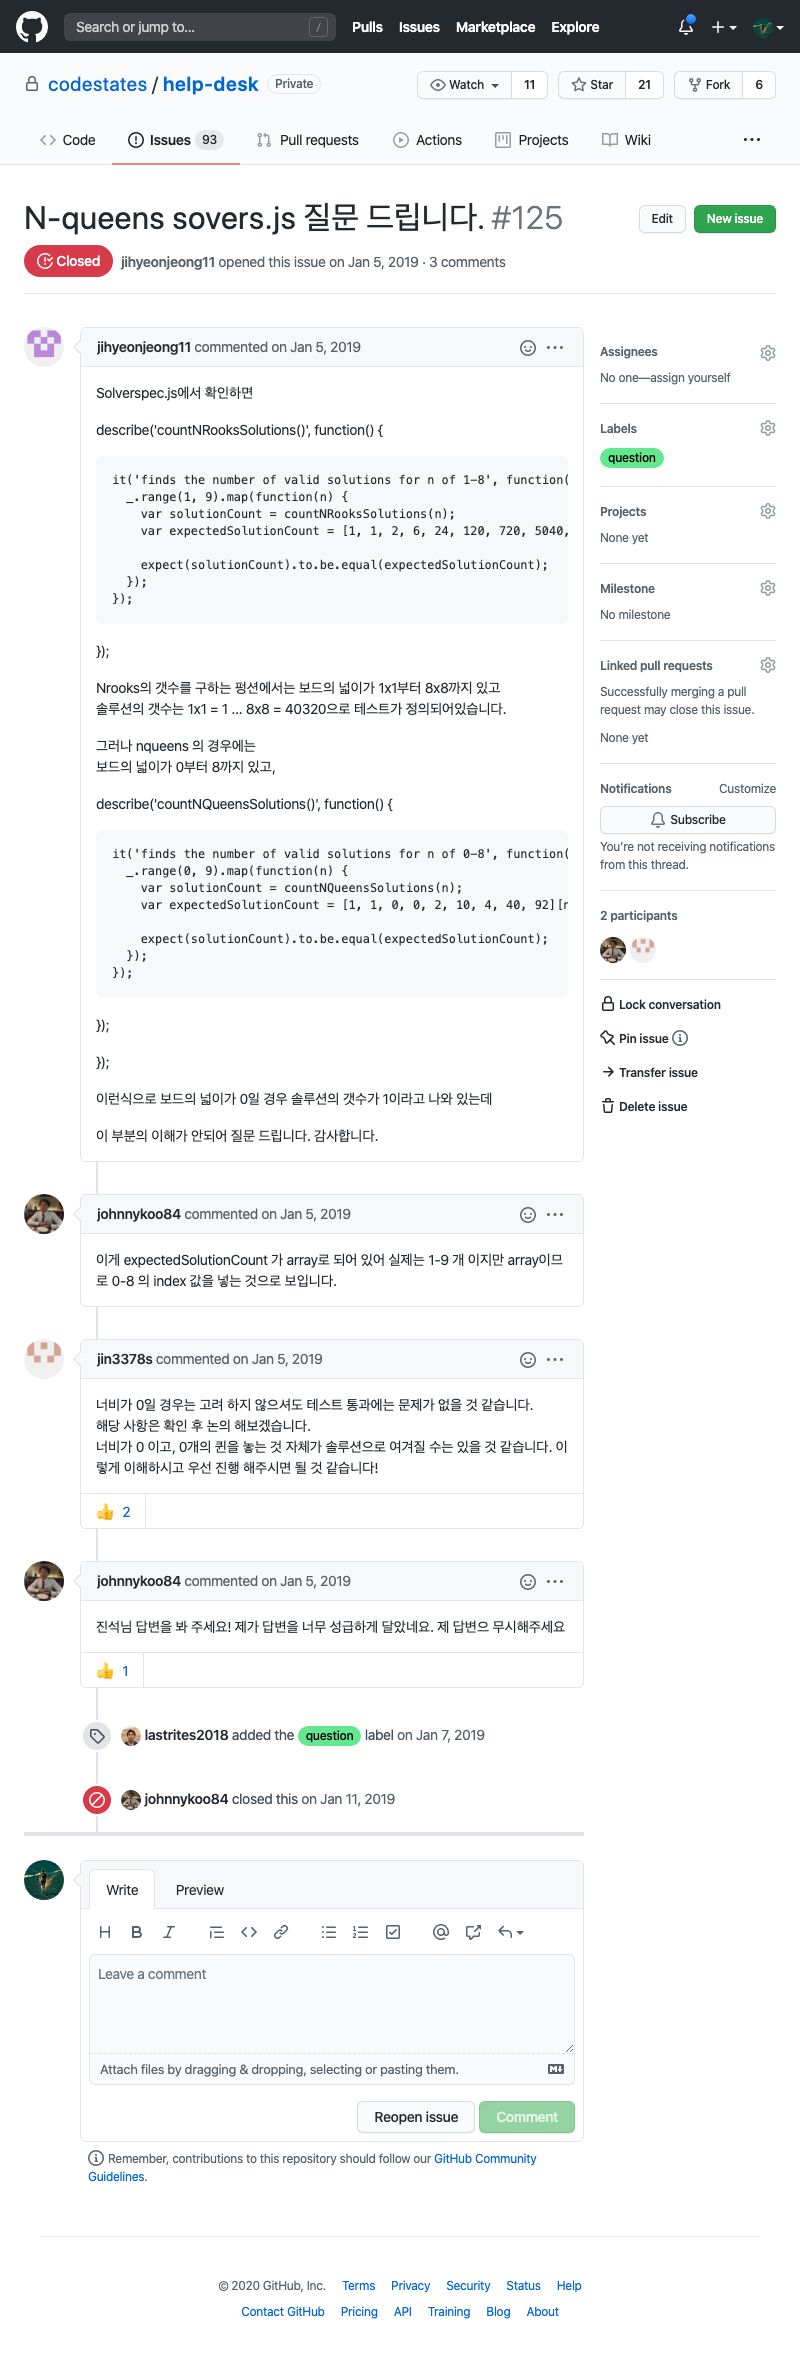 Search or jump to... /
Pulls Issues Marketplace Explore
codestates / help-desk Private
Watch 11 Star 21 Fork 6
Code Issues 93 Pull requests Actions Projects Wiki ...
N-queens sovers.js 질문 드립니다. #125
Edit New issue
Closed jihyeonjeong11 opened this issue on Jan 5, 2019 · 3 comments
jihyeonjeong11 commented on Jan 5, 2019
Solverspec.js에서 확인하면
describe('countNRooksSolutions()', function() {
it('finds the number of valid solutions for n of 1-8', function(
_.range(1, 9).map(function(n) {
var solutionCount = countNRooksSolutions(n);
var expectedSolutionCount = [1, 1, 2, 6, 24, 120, 720, 5040,
expect(solutionCount).to.be.equal(expectedSolutionCount);
});
});
});
Nrooks의 갯수를 구하는 펑션에서는 보드의 넓이가 1x1부터 8x8까지 있고
솔루션의 갯수는 1x1 = 1 ... 8x8 = 40320으로 테스트가 정의되어있습니다.
그러나 nqueens 의 경우에는
보드의 넓이가 0부터 8까지 있고,
describe('countNQueensSolutions()', function() {
it('finds the number of valid solutions for n of 0-8', function(
_.range(0, 9).map(function(n) {
var solutionCount = countNQueensSolutions(n);
var expectedSolutionCount = [1, 1, 0, 0, 2, 10, 4, 40, 92][n
expect(solutionCount).to.be.equal(expectedSolutionCount);
});
});
});
});
이런식으로 보드의 넓이가 0일 경우 솔루션의 갯수가 1이라고 나와 있는데
이 부분의 이해가 안되어 질문 드립니다. 감사합니다.
johnnykoo84 commented on Jan 5, 2019
이게 expectedSolutionCount 가 array로 되어 있어 실제는 1-9 개 이지만 array이므
로 0-8 의 index 값을 넣는 것으로 보입니다.
jin3378s commented on Jan 5, 2019
너비가 0일 경우는 고려 하지 않으셔도 테스트 통과에는 문제가 없을 것 같습니다.
해당 사항은 확인 후 논의 해보겠습니다.
너비가 0 이고, 0개의 퀸을 놓는 것 자체가 솔루션으로 여겨질 수는 있을 것 같습니다. 이
렇게 이해하시고 우선 진행 해주시면 될 것 같습니다!
👍 2
johnnykoo84 commented on Jan 5, 2019
진석님 답변을 봐 주세요! 제가 답변을 너무 성급하게 달았네요. 제 답변으 무시해주세요
👍 1
lastrites2018 added the question label on Jan 7, 2019
johnnykoo84 closed this on Jan 11, 2019
Write Preview
Leave a comment
Attach files by dragging & dropping, selecting or pasting them.
Reopen issue Comment
Remember, contributions to this repository should follow our GitHub Community
Guidelines.
Assignees
No one—assign yourself
Labels
question
Projects
None yet
Milestone
No milestone
Linked pull requests
Successfully merging a pull
request may close this issue.
None yet
Notifications Customize
Subscribe
You're not receiving notifications
from this thread.
2 participants
Lock conversation
Pin issue
Transfer issue
Delete issue
© 2020 GitHub, Inc. Terms Privacy Security Status Help
Contact GitHub Pricing API Training Blog About